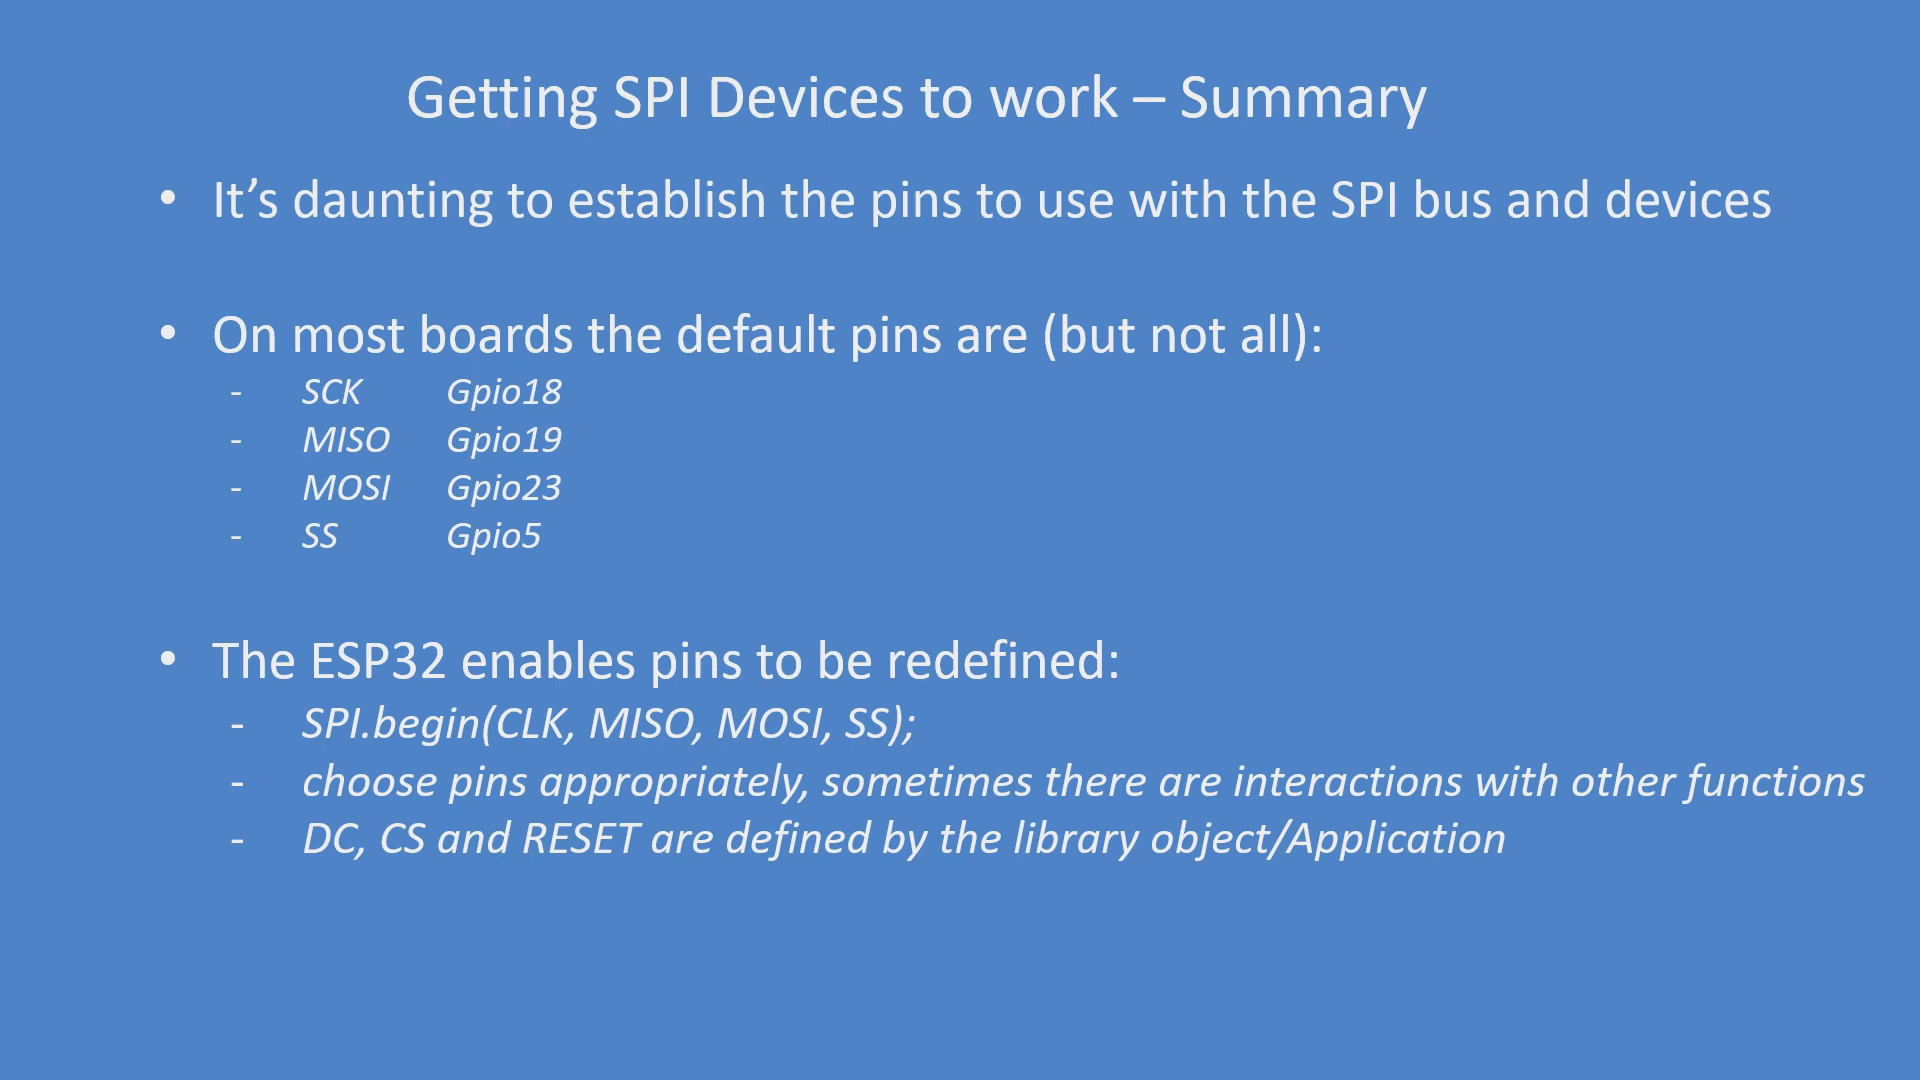 Getting SPI Devices to work – Summary
• It’s daunting to establish the pins to use with the SPI bus and devices
• On most boards the default pins are (but not all):
- SCK Gpio18
- MISO Gpio19
- MOSI Gpio23
- SS Gpio5
• The ESP32 enables pins to be redefined:
- SPI.begin(CLK, MISO, MOSI, SS);
- choose pins appropriately, sometimes there are interactions with other functions
- DC, CS and RESET are defined by the library object/Application